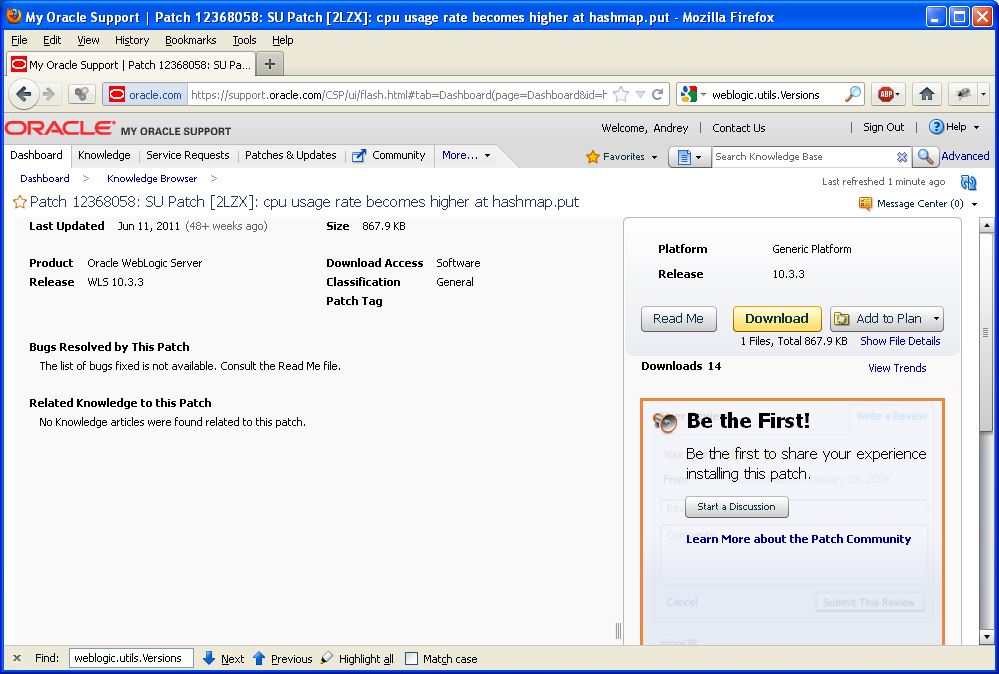 My Oracle Support | Patch 12368058: SU Patch [2LZX]: cpu usage rate becomes higher at hashmap.put - Mozilla Firefox
File Edit View History Bookmarks Tools Help
My Oracle Support | Patch 12368058: SU Pa...
oracle.com https://support.oracle.com/CSP/ui/flash.html#tab=Dashboard(page=Dashboard&id=h weblogic.utils.Versions ABP
ORACLE MY ORACLE SUPPORT Welcome, Andrey | Contact Us | Sign Out | Help
Dashboard Knowledge Service Requests Patches & Updates Community More... Favorites Search Knowledge Base Advanced
Dashboard > Knowledge Browser > Last refreshed 1 minute ago
Patch 12368058: SU Patch [2LZX]: cpu usage rate becomes higher at hashmap.put
Message Center (0)
Last Updated Jun 11, 2011 (48+ weeks ago) Size 867.9 KB
Product Oracle WebLogic Server Download Access Software
Release WLS 10.3.3 Classification General
Patch Tag
Bugs Resolved by This Patch
The list of bugs fixed is not available. Consult the Read Me file.
Related Knowledge to this Patch
No Knowledge articles were found related to this patch.
Platform Generic Platform
Release 10.3.3
Read Me Download Add to Plan
1 Files, Total 867.9 KB Show File Details
Downloads 14 View Trends
Write a Review
Be the First!
Be the first to share your experience
installing this patch.
From
January 29, 2009
Start a Discussion
Learn More about the Patch Community
Cancel Submit This Review
Find: weblogic.utils.Versions Next Previous Highlight all Match case